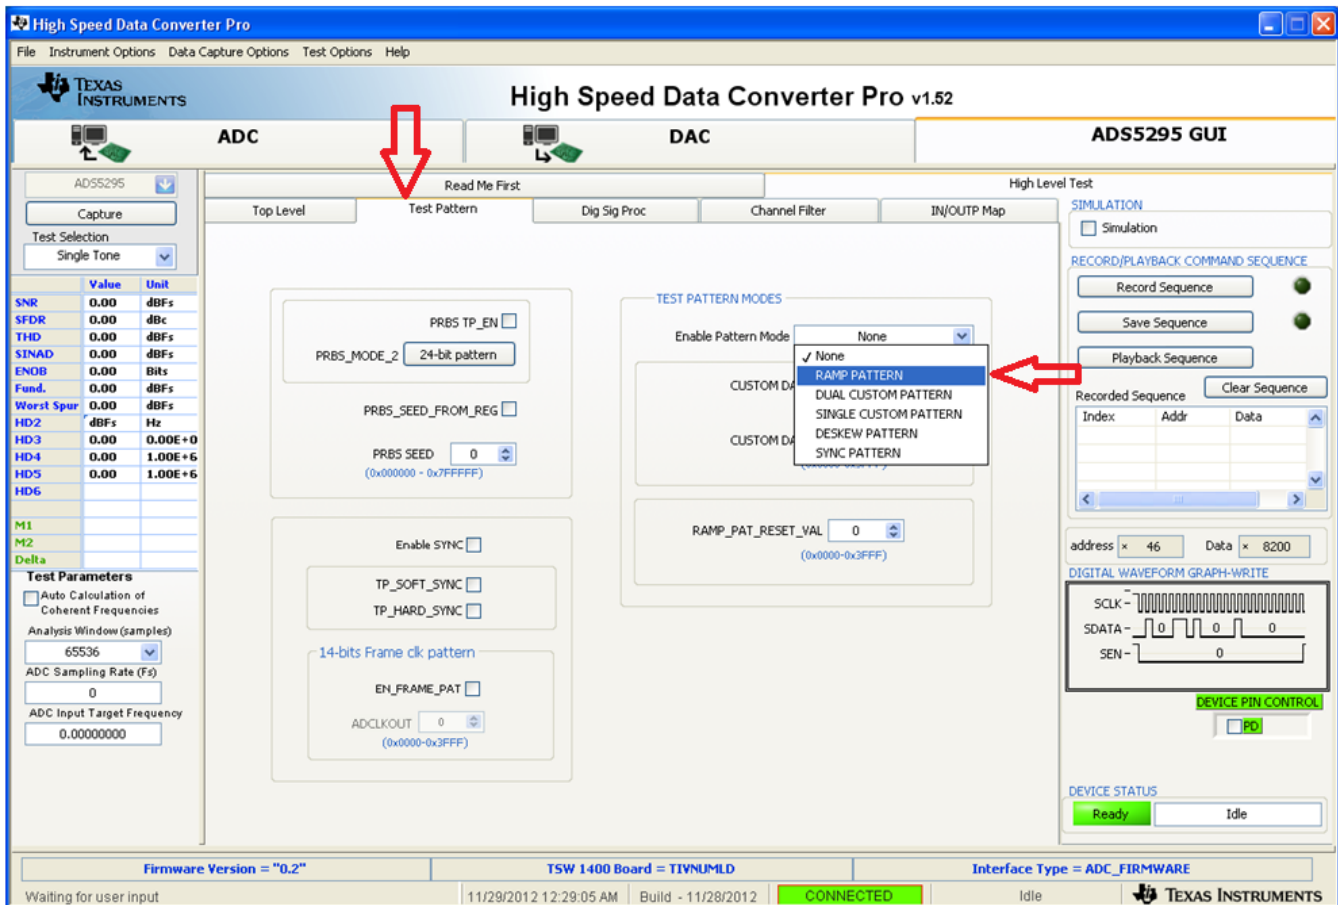 High Speed Data Converter Pro
File Instrument Options Data Capture Options Test Options Help
TEXAS INSTRUMENTS
High Speed Data Converter Pro v1.52
ADC
DAC
ADS5295 GUI
ADS5295
Capture
Test Selection
Single Tone
Value Unit
SNR 0.00 dBFs
SFDR 0.00 dBc
THD 0.00 dBFs
SINAD 0.00 dBFs
ENOB 0.00 Bits
Fund. 0.00 dBFs
Worst Spur 0.00 dBFs
HD2 dBFs Hz
HD3 0.00 0.00E+0
HD4 0.00 1.00E+6
HD5 0.00 1.00E+6
HD6
M1
M2
Delta
Test Parameters
Auto Calculation of
Coherent Frequencies
Analysis Window (samples)
65536
ADC Sampling Rate (Fs)
0
ADC Input Target Frequency
0.00000000
Read Me First
High Level Test
Top Level
Test Pattern
Dig Sig Proc
Channel Filter
IN/OUTP Map
PRBS TP_EN
PRBS_MODE_2 24-bit pattern
PRBS_SEED_FROM_REG
PRBS SEED 0
(0x000000 - 0x7FFFFF)
Enable SYNC
TP_SOFT_SYNC
TP_HARD_SYNC
14-bits Frame clk pattern
EN_FRAME_PAT
ADCLKOUT 0
(0x0000-0x3FFF)
TEST PATTERN MODES
Enable Pattern Mode None
✓ None
RAMP PATTERN
DUAL CUSTOM PATTERN
SINGLE CUSTOM PATTERN
DESKEW PATTERN
SYNC PATTERN
CUSTOM DA
CUSTOM DA
RAMP_PAT_RESET_VAL 0
(0x0000-0x3FFF)
SIMULATION
Simulation
RECORD/PLAYBACK COMMAND SEQUENCE
Record Sequence
Save Sequence
Playback Sequence
Recorded Sequence Clear Sequence
Index Addr Data
address × 46 Data × 8200
DIGITAL WAVEFORM GRAPH-WRITE
SCLK -
SDATA - 0 0 0
SEN - 0
DEVICE PIN CONTROL
PD
DEVICE STATUS
Ready Idle
Firmware Version = "0.2"
TSW 1400 Board = TIVNUMLD
Interface Type = ADC_FIRMWARE
Waiting for user input
11/29/2012 12:29:05 AM
Build - 11/28/2012
CONNECTED
Idle
TEXAS INSTRUMENTS